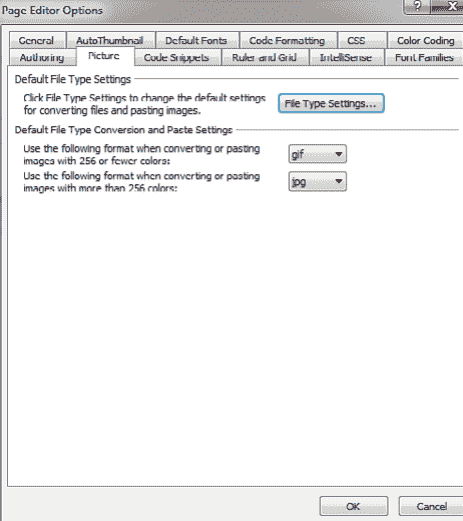 Page Editor Options
General AutoThumbnail Default Fonts Code Formatting CSS Color Coding
Authoring Picture Code Snippets Ruler and Grid IntelliSense Font Families
Default File Type Settings
Click File Type Settings to change the default settings
for converting files and pasting images.
File Type Settings...
Default File Type Conversion and Paste Settings
Use the following format when converting or pasting
images with 256 or fewer colors:
gif
Use the following format when converting or pasting
images with more than 256 colors:
jpg
OK Cancel